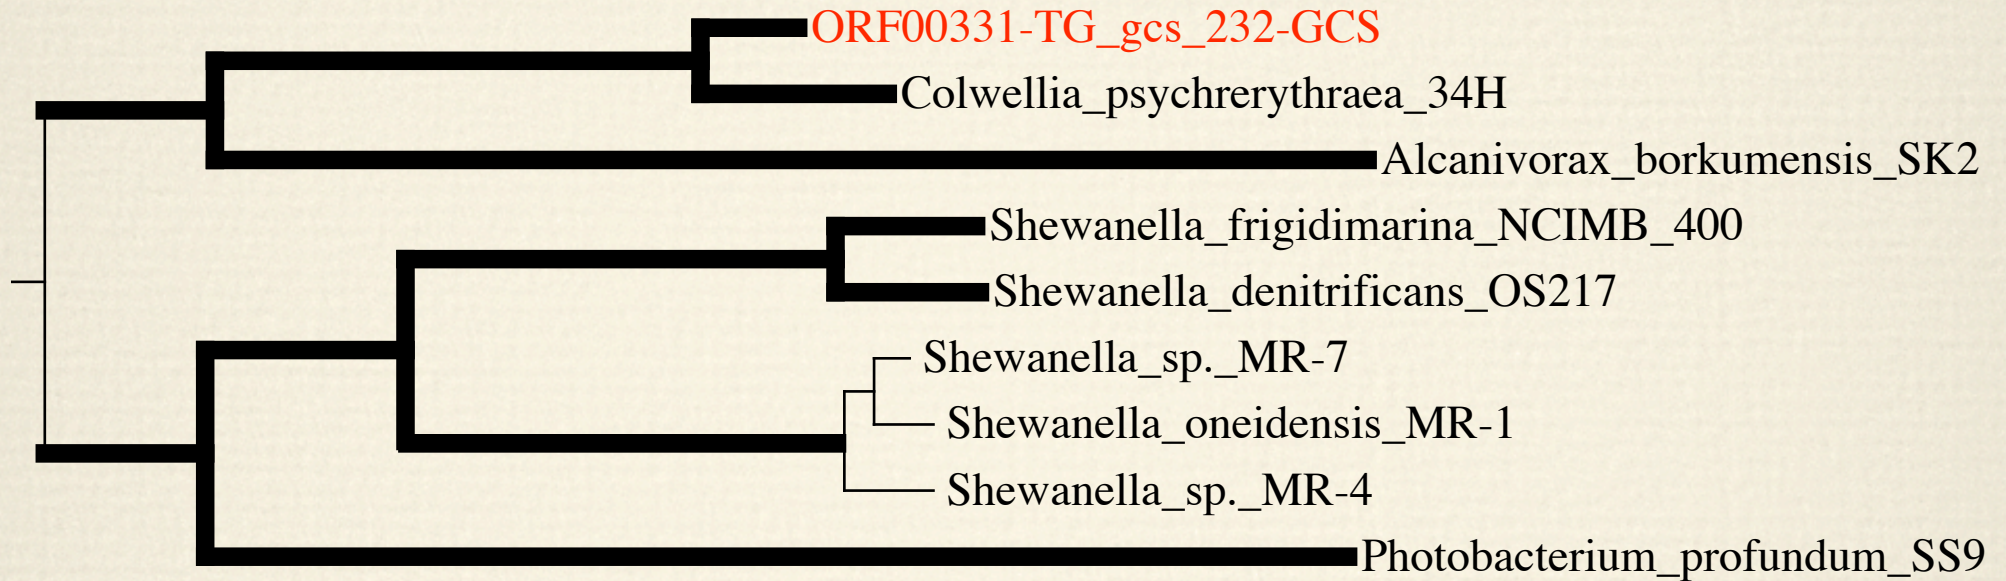 ORF00331-TG_gcs_232-GCS
Colwellia_psychrerythraea_34H
Alcanivorax_borkumensis_SK2
Shewanella_frigidimarina_NCIMB_400
Shewanella_denitrificans_OS217
Shewanella_sp._MR-7
Shewanella_oneidensis_MR-1
Shewanella_sp._MR-4
Photobacterium_profundum_SS9